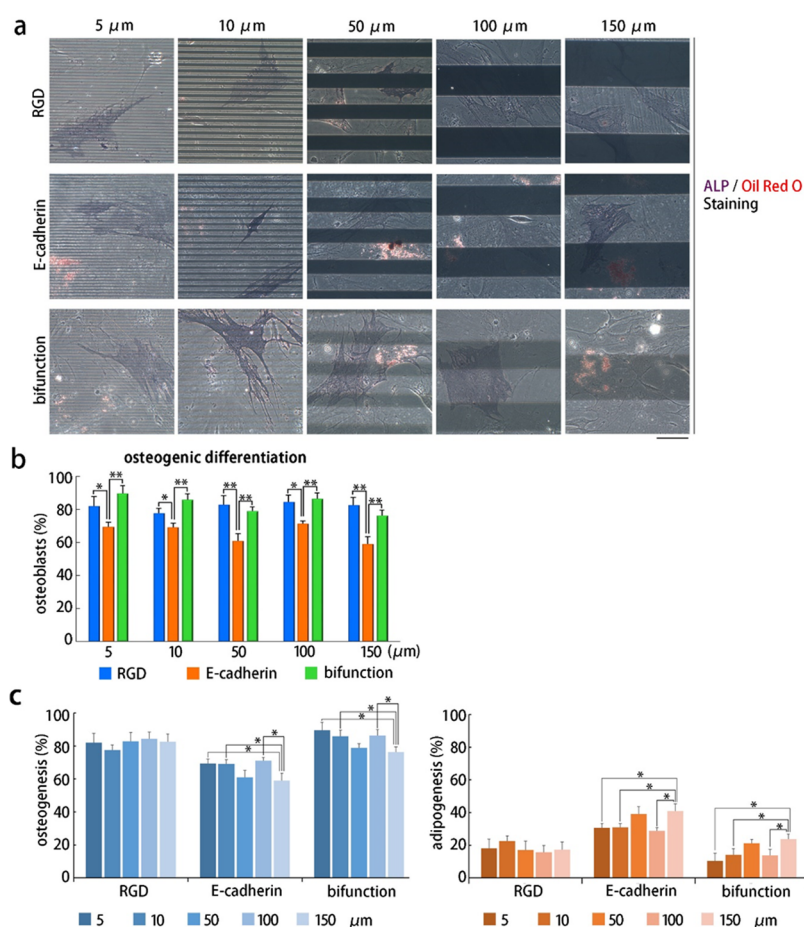 a
5 μm 10 μm 50 μm 100 μm 150 μm
RGD
E-cadherin
bifunction
ALP / Oil Red O
Staining
b
osteogenic differentiation
osteoblasts (%)
100
80
60
40
20
0
* ** * ** ** ** * ** ** **
5 10 50 100 150 (μm)
RGD E-cadherin bifunction
c
osteogenesis (%)
100
80
60
40
20
0
* * * * * *
RGD E-cadherin bifunction
5 10 50 100 150 μm
adipogenesis (%)
100
80
60
40
20
0
* * * * * *
RGD E-cadherin bifunction
5 10 50 100 150 μm